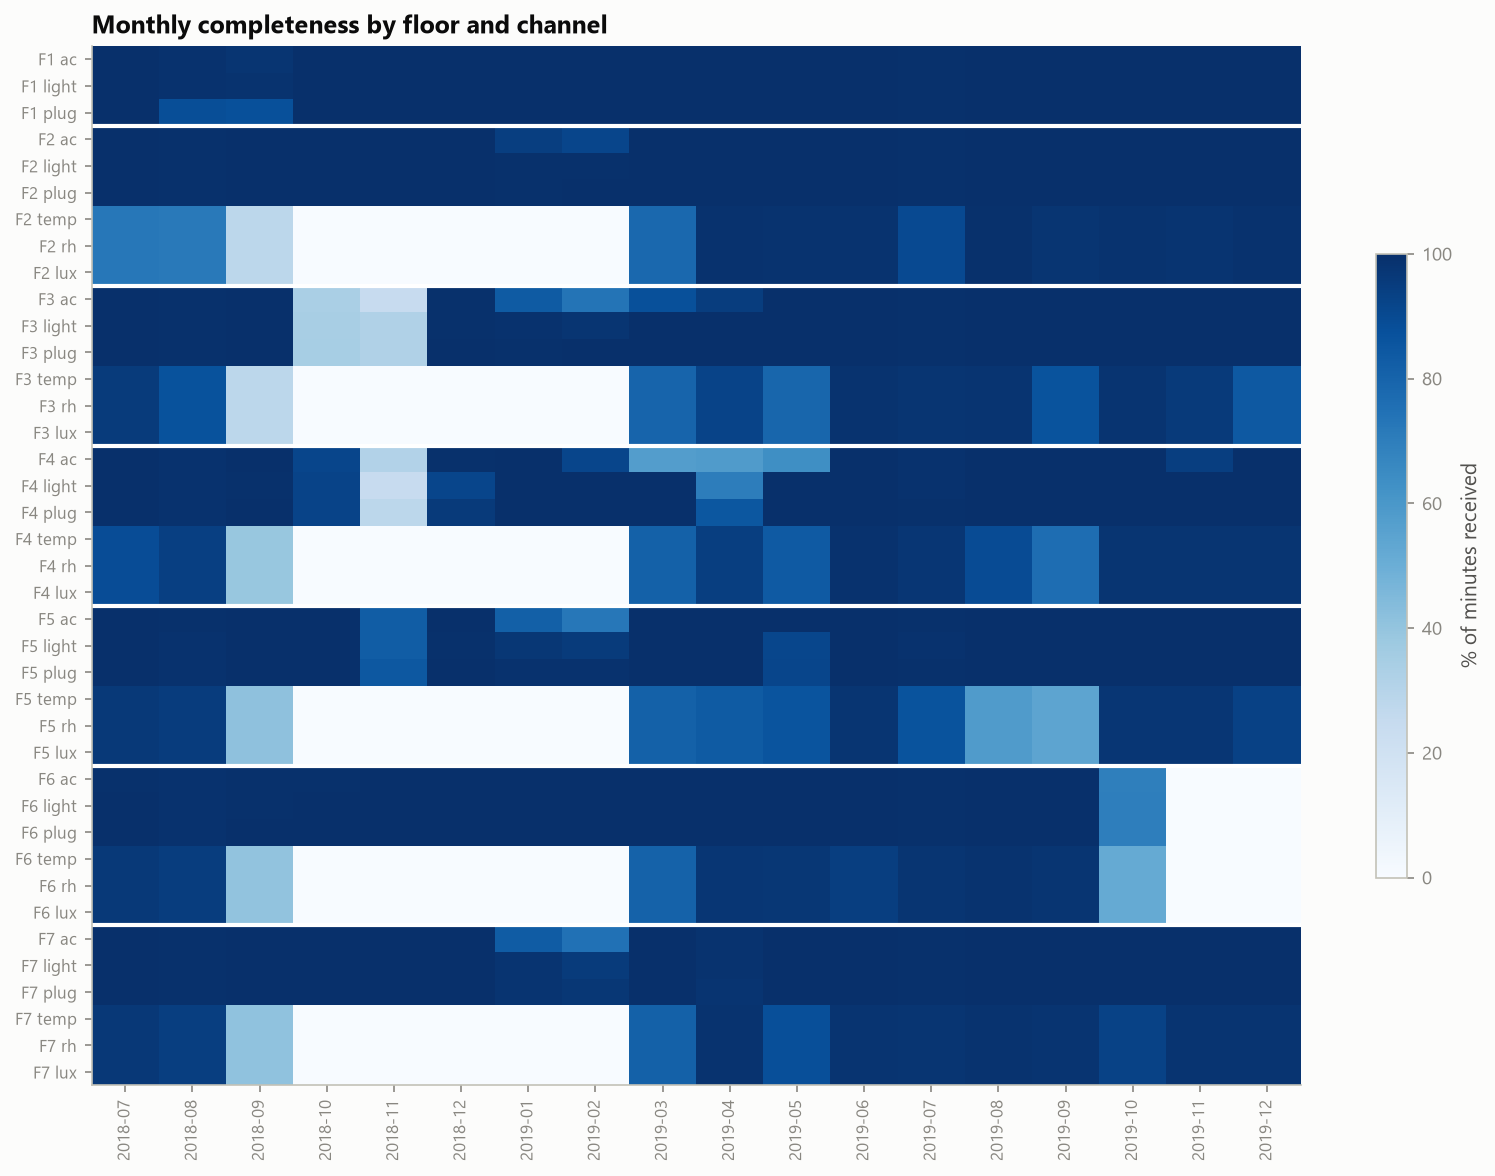 Monthly completeness by floor and channel
F1 ac
F1 light
F1 plug
F2 ac
F2 light
F2 plug
F2 temp
F2 rh
F2 lux
F3 ac
F3 light
F3 plug
F3 temp
F3 rh
F3 lux
F4 ac
F4 light
F4 plug
F4 temp
F4 rh
F4 lux
F5 ac
F5 light
F5 plug
F5 temp
F5 rh
F5 lux
F6 ac
F6 light
F6 plug
F6 temp
F6 rh
F6 lux
F7 ac
F7 light
F7 plug
F7 temp
F7 rh
F7 lux
2018-07
2018-08
2018-09
2018-10
2018-11
2018-12
2019-01
2019-02
2019-03
2019-04
2019-05
2019-06
2019-07
2019-08
2019-09
2019-10
2019-11
2019-12
100
80
60
40
20
0
% of minutes received